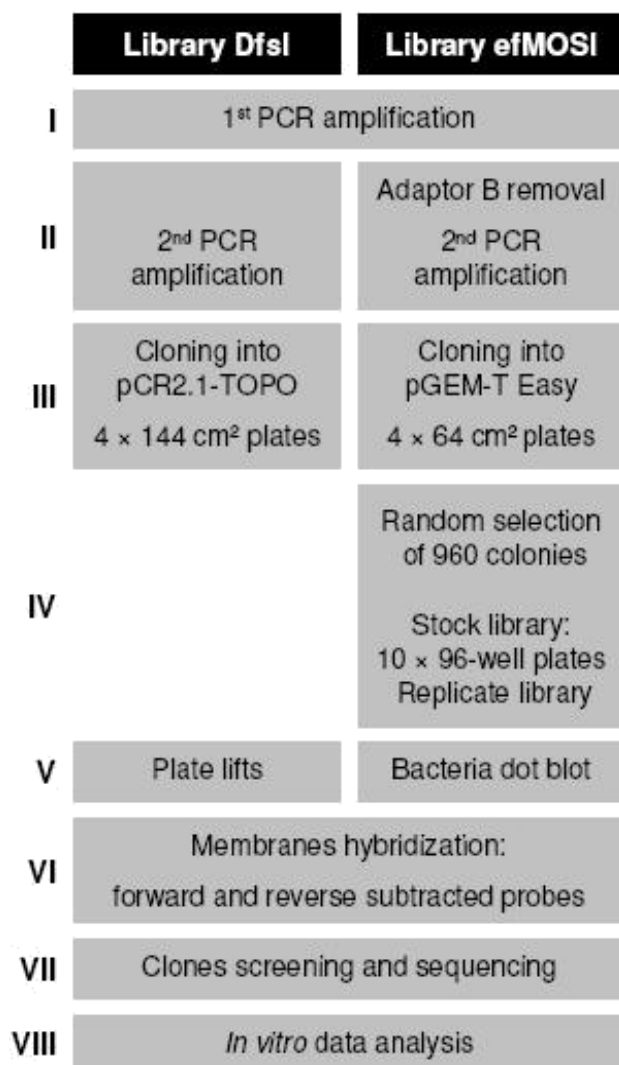 Library DfsI Library efMOSI
I 1st PCR amplification
II Adaptor B removal
2nd PCR amplification
2nd PCR amplification
III Cloning into
pCR2.1-TOPO
4 × 144 cm² plates
Cloning into
pGEM-T Easy
4 × 64 cm² plates
IV Random selection
of 960 colonies
Stock library:
10 × 96-well plates
Replicate library
V Plate lifts Bacteria dot blot
VI Membranes hybridization:
forward and reverse subtracted probes
VII Clones screening and sequencing
VIII In vitro data analysis